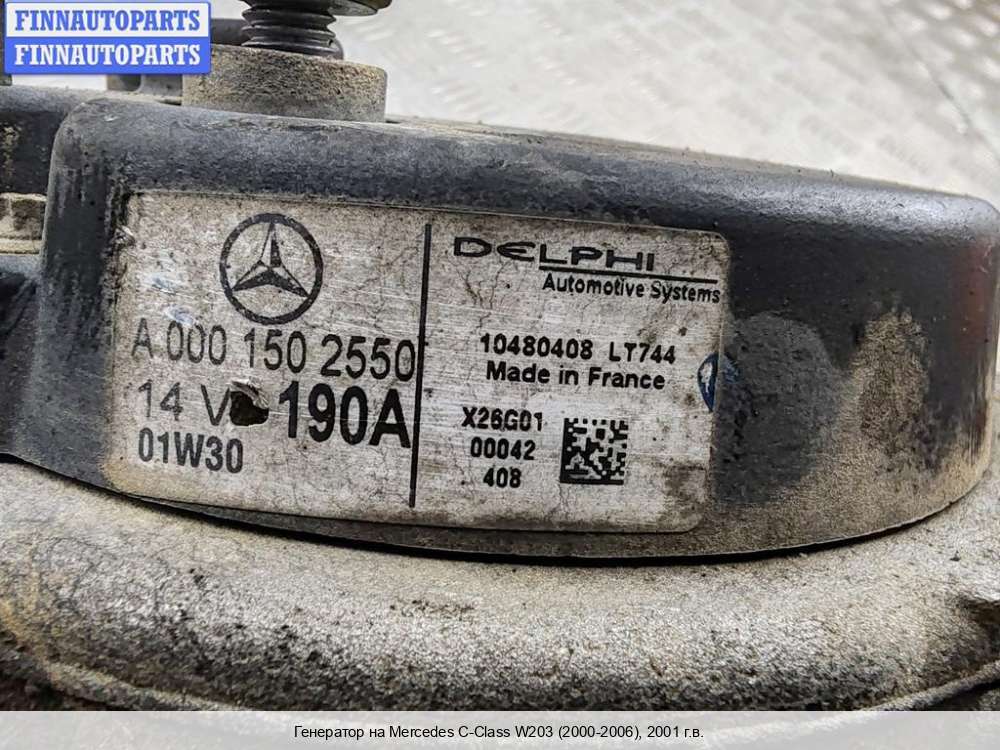 FINNAUTOPARTS
FINNAUTOPARTS
A 000 150 2550
14 V 190A
01W30
DELPHI
Automotive Systems
10480408 LT744
Made in France
X26G01
00042
408
Генератор на Mercedes C-Class W203 (2000-2006), 2001 г.в.